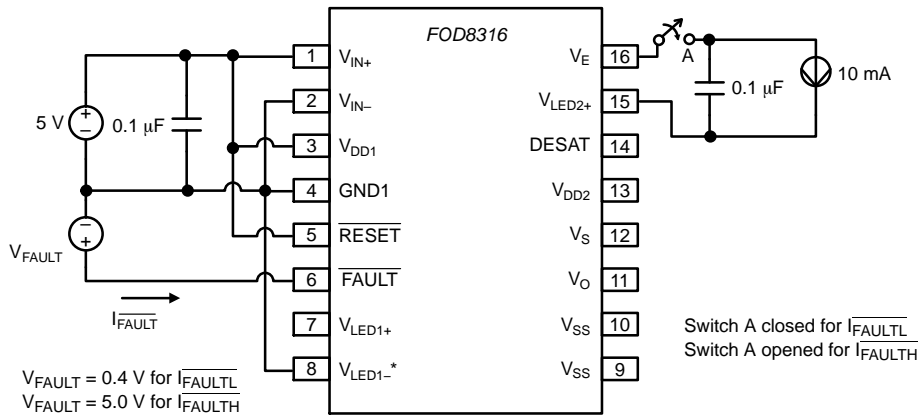 FOD8316
1 V_IN+
2 V_IN–
3 V_DD1
4 GND1
5 RESET
6 FAULT
7 V_LED1+
8 V_LED1–*
V_E 16
V_LED2+ 15
DESAT 14
V_DD2 13
V_S 12
V_O 11
V_SS 10
V_SS 9
5 V
+
–
0.1 μF
–
+
V_FAULT
I_FAULT
A
0.1 μF
10 mA
V_FAULT = 0.4 V for I_FAULTL
V_FAULT = 5.0 V for I_FAULTH
Switch A closed for I_FAULTL
Switch A opened for I_FAULTH